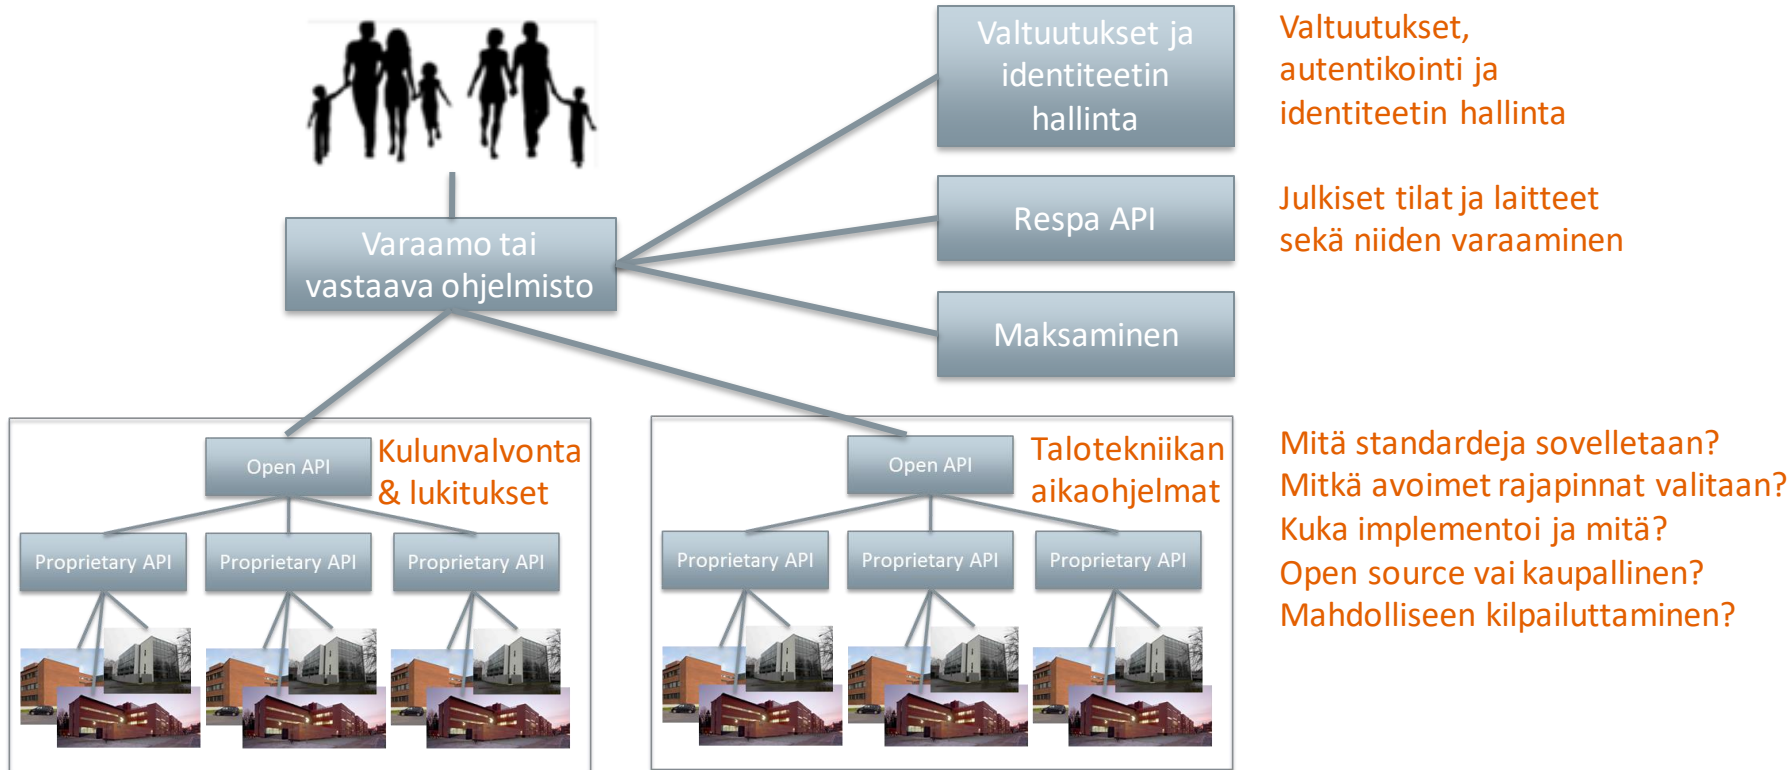 Valtuutukset ja
identiteetin
hallinta
Valtuutukset,
autentikointi ja
identiteetin hallinta
Respa API
Julkiset tilat ja laitteet
sekä niiden varaaminen
Varaamo tai
vastaava ohjelmisto
Maksaminen
Open API
Kulunvalvonta
& lukitukset
Proprietary API
Proprietary API
Proprietary API
Open API
Talotekniikan
aikaohjelmat
Proprietary API
Proprietary API
Proprietary API
Mitä standardeja sovelletaan?
Mitkä avoimet rajapinnat valitaan?
Kuka implementoi ja mitä?
Open source vai kaupallinen?
Mahdolliseen kilpailuttaminen?